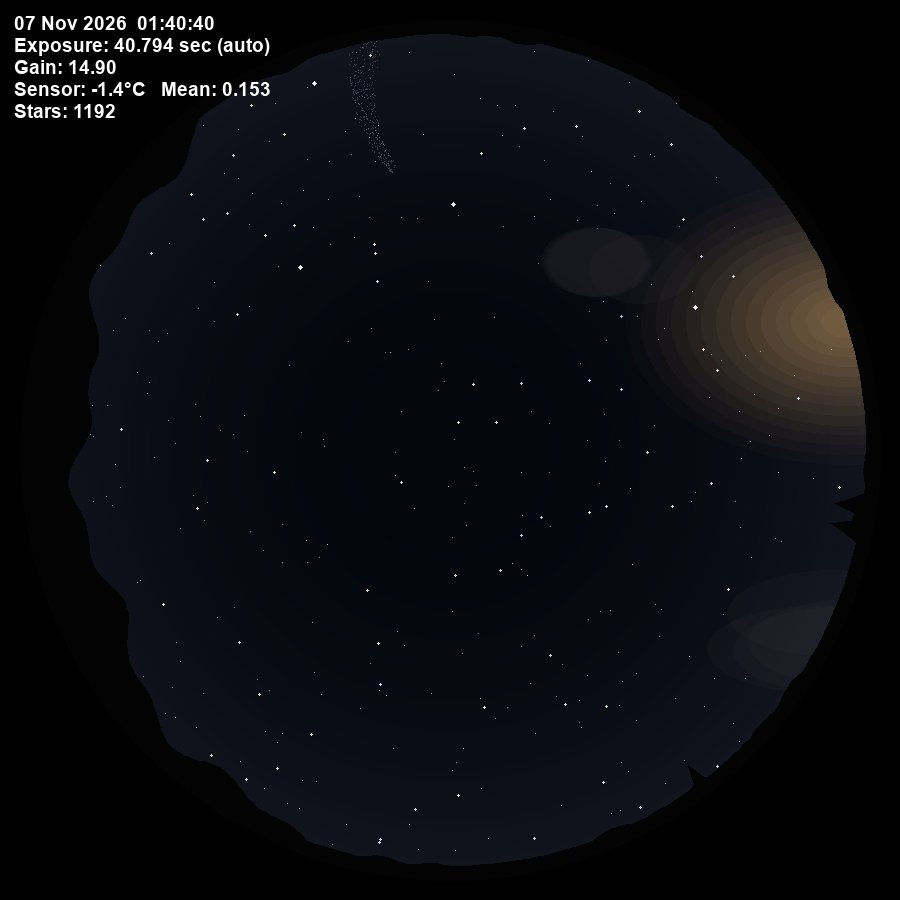 07 Nov 2026  01:40:40
Exposure: 40.794 sec (auto)
Gain: 14.90
Sensor: -1.4°C   Mean: 0.153
Stars: 1192